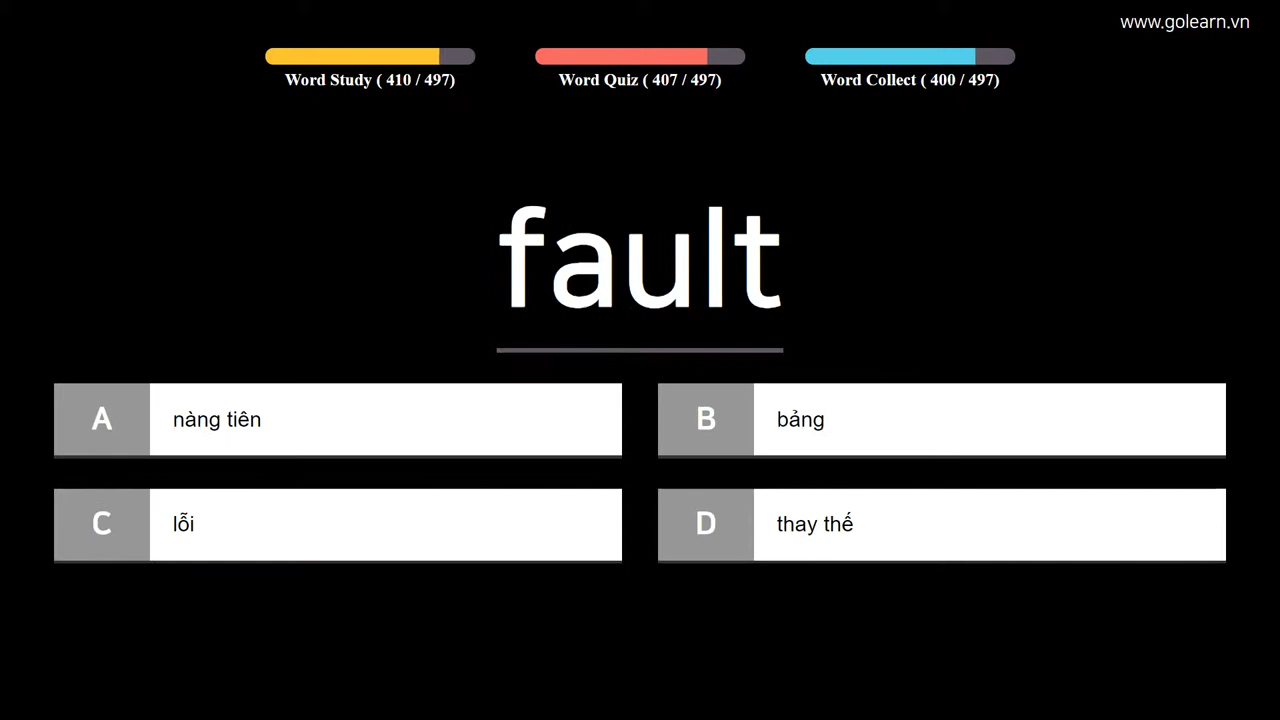 www.golearn.vn
Word Study ( 410 / 497)
Word Quiz ( 407 / 497)
Word Collect ( 400 / 497)
fault
A nàng tiên
B bảng
C lỗi
D thay thế